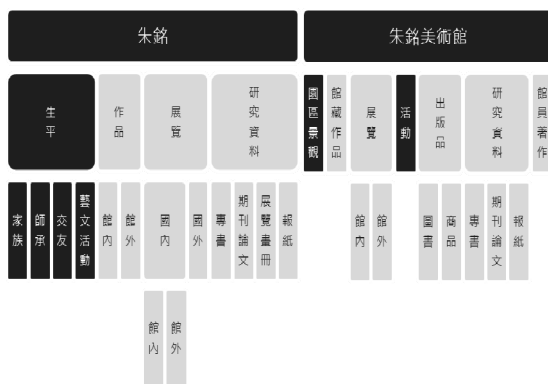 朱銘
朱銘美術館
生平
作品
展覽
研究資料
園區景觀
館藏作品
展覽
活動
出版品
研究資料
館員著作
家族
師承
交友
藝文活動
館內
館外
國內
國外
專書
期刊論文
展覽畫冊
報紙
館內
館外
圖書
商品
專書
期刊論文
報紙
館內
館外